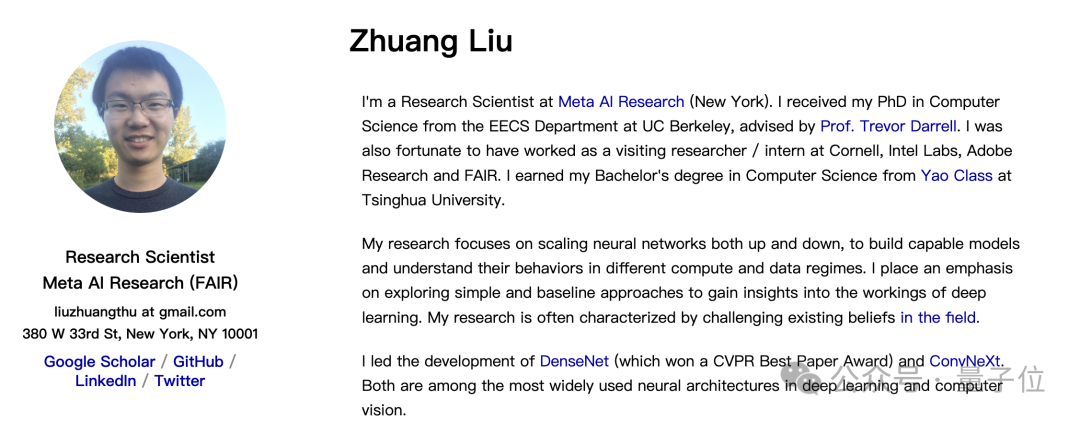 Zhuang Liu
I'm a Research Scientist at Meta AI Research (New York). I received my PhD in Computer
Science from the EECS Department at UC Berkeley, advised by Prof. Trevor Darrell. I was
also fortunate to have worked as a visiting researcher / intern at Cornell, Intel Labs, Adobe
Research and FAIR. I earned my Bachelor's degree in Computer Science from Yao Class at
Tsinghua University.
My research focuses on scaling neural networks both up and down, to build capable models
and understand their behaviors in different compute and data regimes. I place an emphasis
on exploring simple and baseline approaches to gain insights into the workings of deep
learning. My research is often characterized by challenging existing beliefs in the field.
I led the development of DenseNet (which won a CVPR Best Paper Award) and ConvNeXt.
Both are among the most widely used neural architectures in deep learning and computer
vision.
Research Scientist
Meta AI Research (FAIR)
liuzhuangthu at gmail.com
380 W 33rd St, New York, NY 10001
Google Scholar / GitHub /
LinkedIn / Twitter
公众号 · 量子位